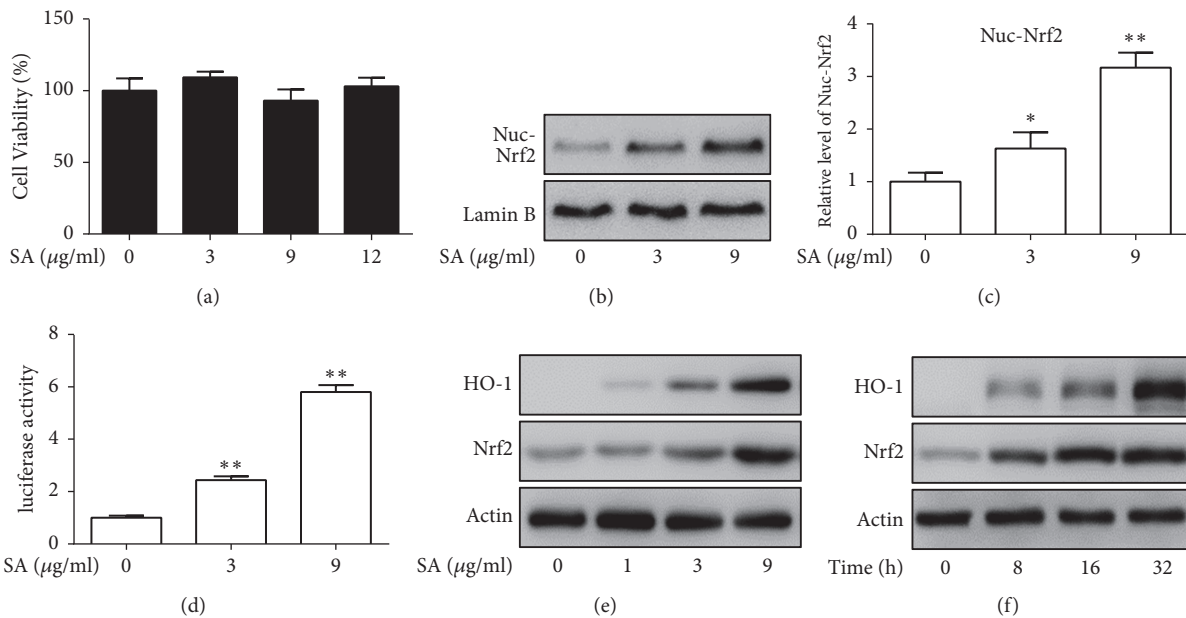 150
100
50
0
Cell Viability (%)
SA (μg/ml) 0 3 9 12
(a)
Nuc-
Nrf2
Lamin B
SA (μg/ml) 0 3 9
(b)
Nuc-Nrf2
4
3
2
1
0
Relative level of Nuc-Nrf2
*
**
SA (μg/ml) 0 3 9
(c)
8
6
4
2
0
luciferase activity
**
**
SA (μg/ml) 0 3 9
(d)
HO-1
Nrf2
Actin
SA (μg/ml) 0 1 3 9
(e)
HO-1
Nrf2
Actin
Time (h) 0 8 16 32
(f)